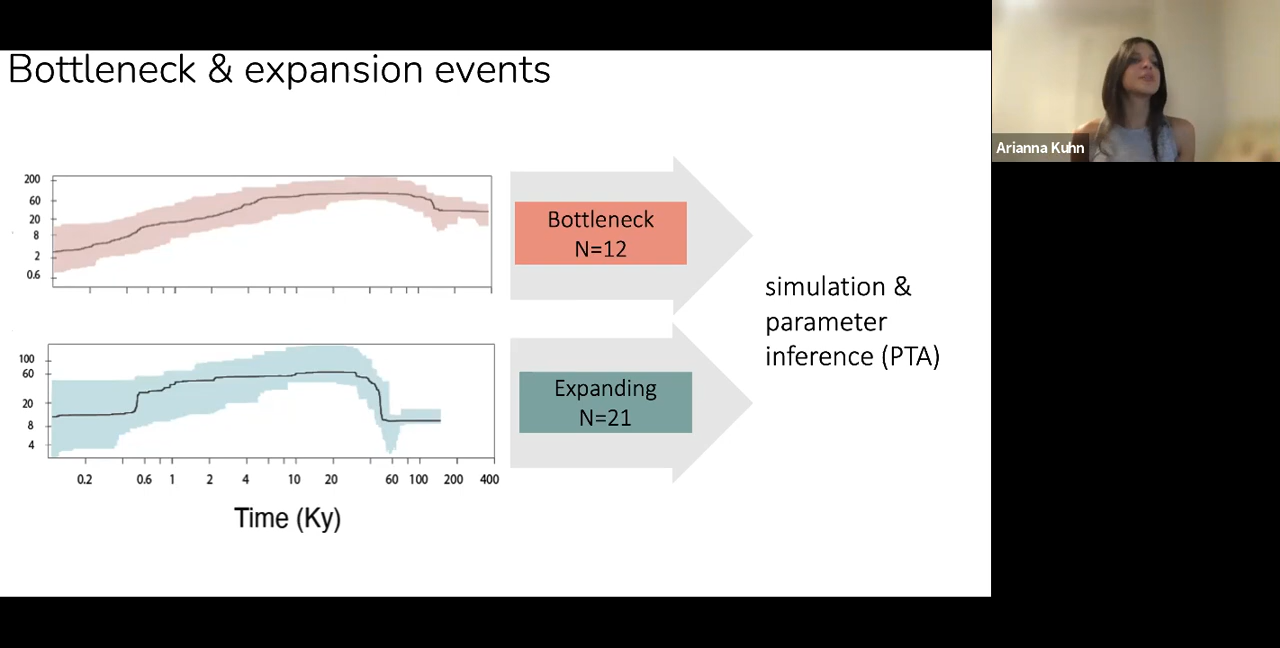 Bottleneck & expansion events
Arianna Kuhn
200
60
20
8
2
0.6
Bottleneck
N=12
100
60
20
8
4
Expanding
N=21
simulation &
parameter
inference (PTA)
0.2 0.6 1 2 4 10 20 60 100 200 400
Time (Ky)